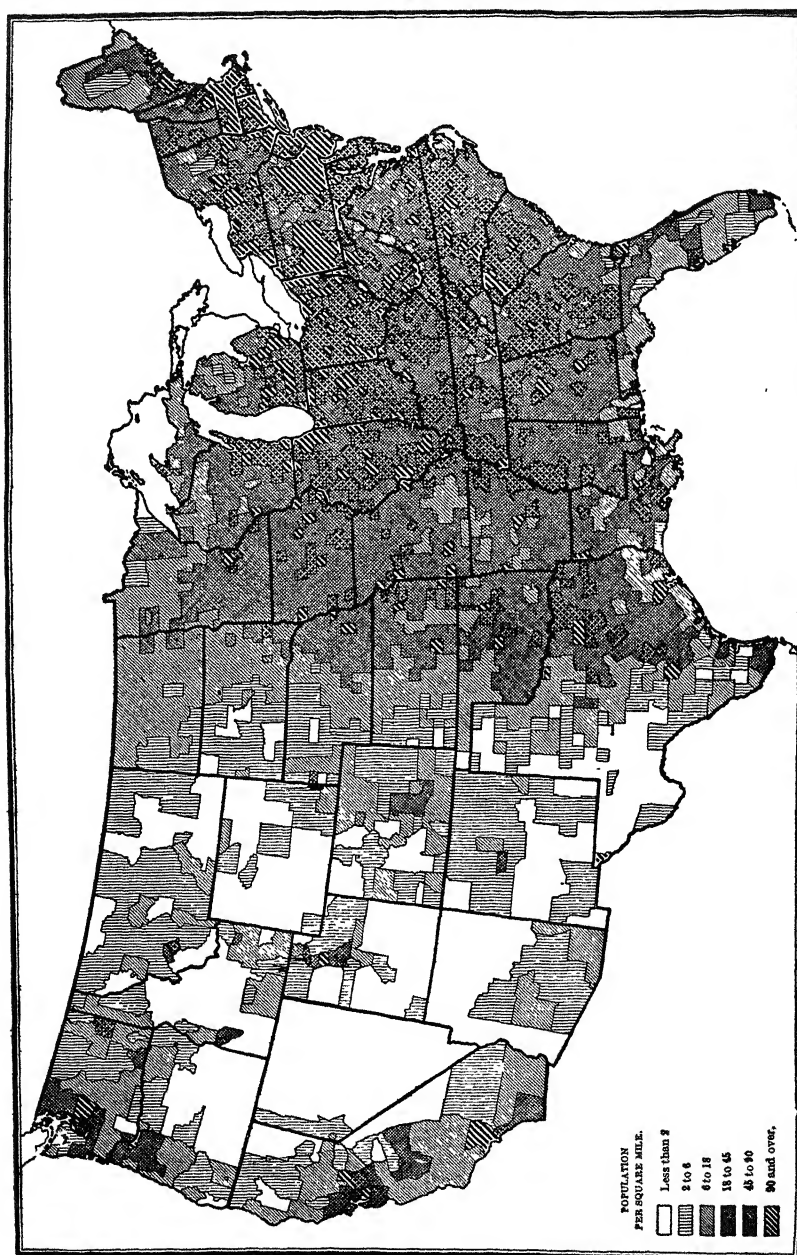 POPULATION
PER SQUARE MILE.
Less than 2
2 to 6
6 to 18
18 to 45
45 to 90
90 and over.